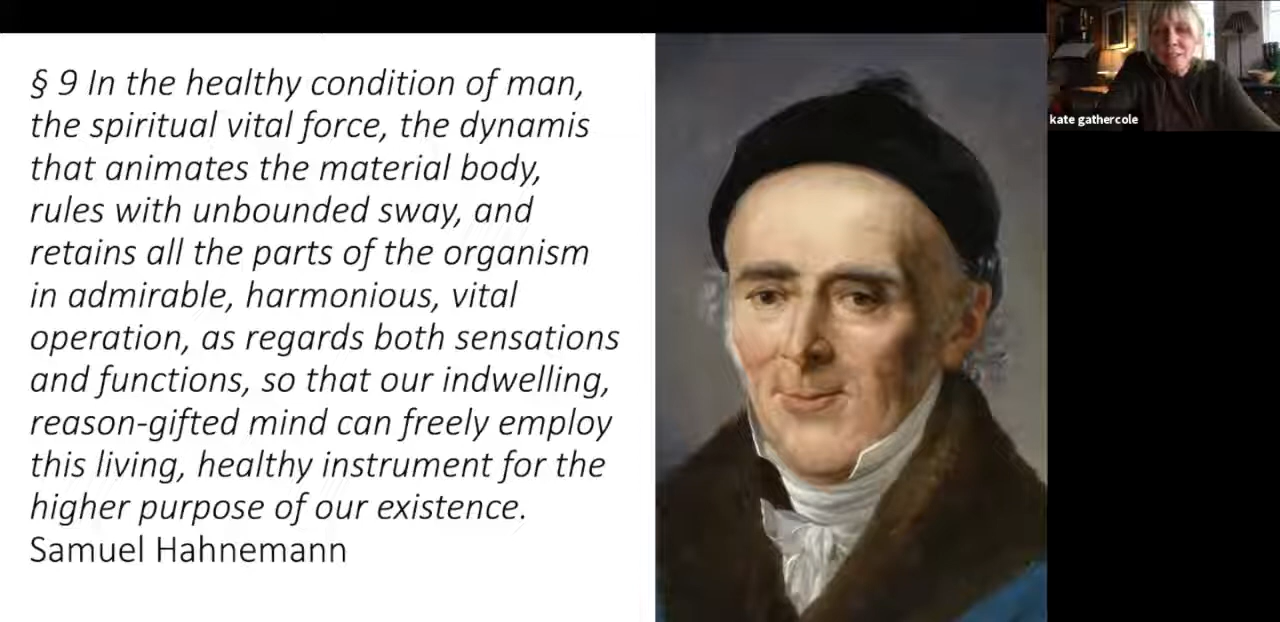 § 9 In the healthy condition of man,
the spiritual vital force, the dynamis
that animates the material body,
rules with unbounded sway, and
retains all the parts of the organism
in admirable, harmonious, vital
operation, as regards both sensations
and functions, so that our indwelling,
reason-gifted mind can freely employ
this living, healthy instrument for the
higher purpose of our existence.
Samuel Hahnemann
kate gathercole